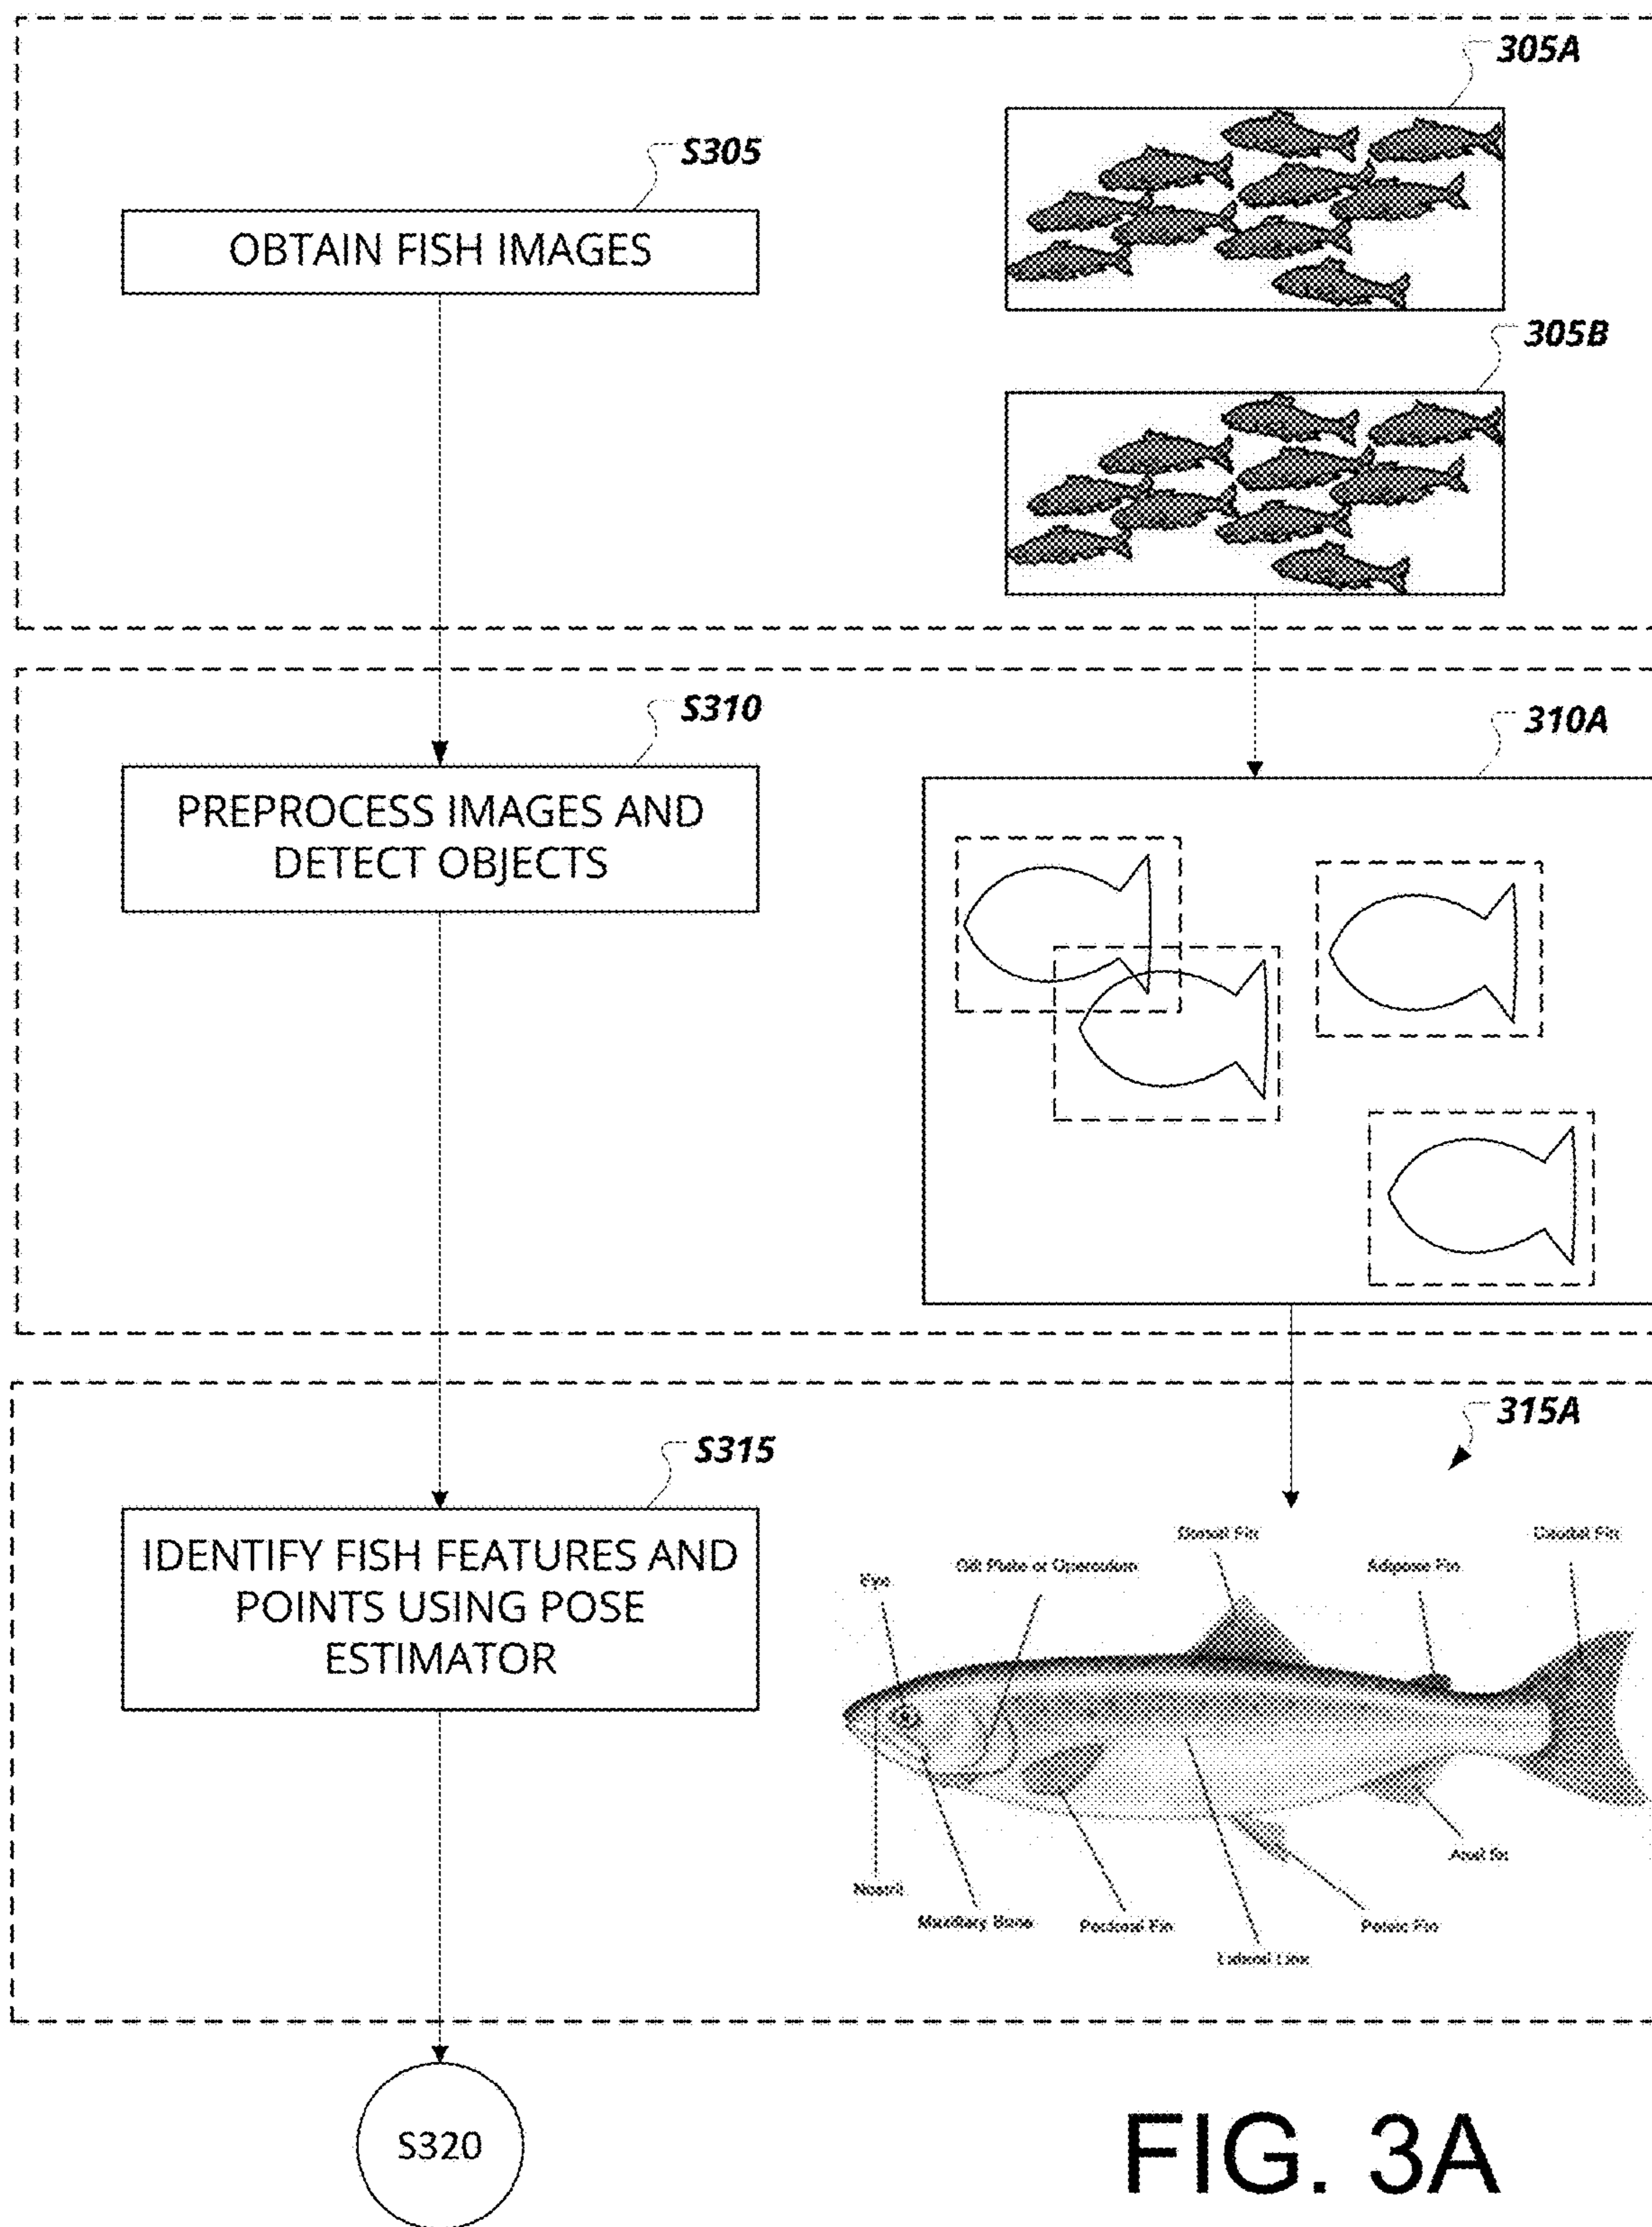 305A
S305
OBTAIN FISH IMAGES
305B
S310
310A
PREPROCESS IMAGES AND
DETECT OBJECTS
315A
S315
IDENTIFY FISH FEATURES AND
POINTS USING POSE
ESTIMATOR
Dorsal Fin
Caudal Fin
Gill Plate or Operculum
Adipose Fin
Eye
Anal fin
Nostril
Maxillary Bone
Pectoral Fin
Pelvic Fin
Lateral Line
S320
FIG. 3A